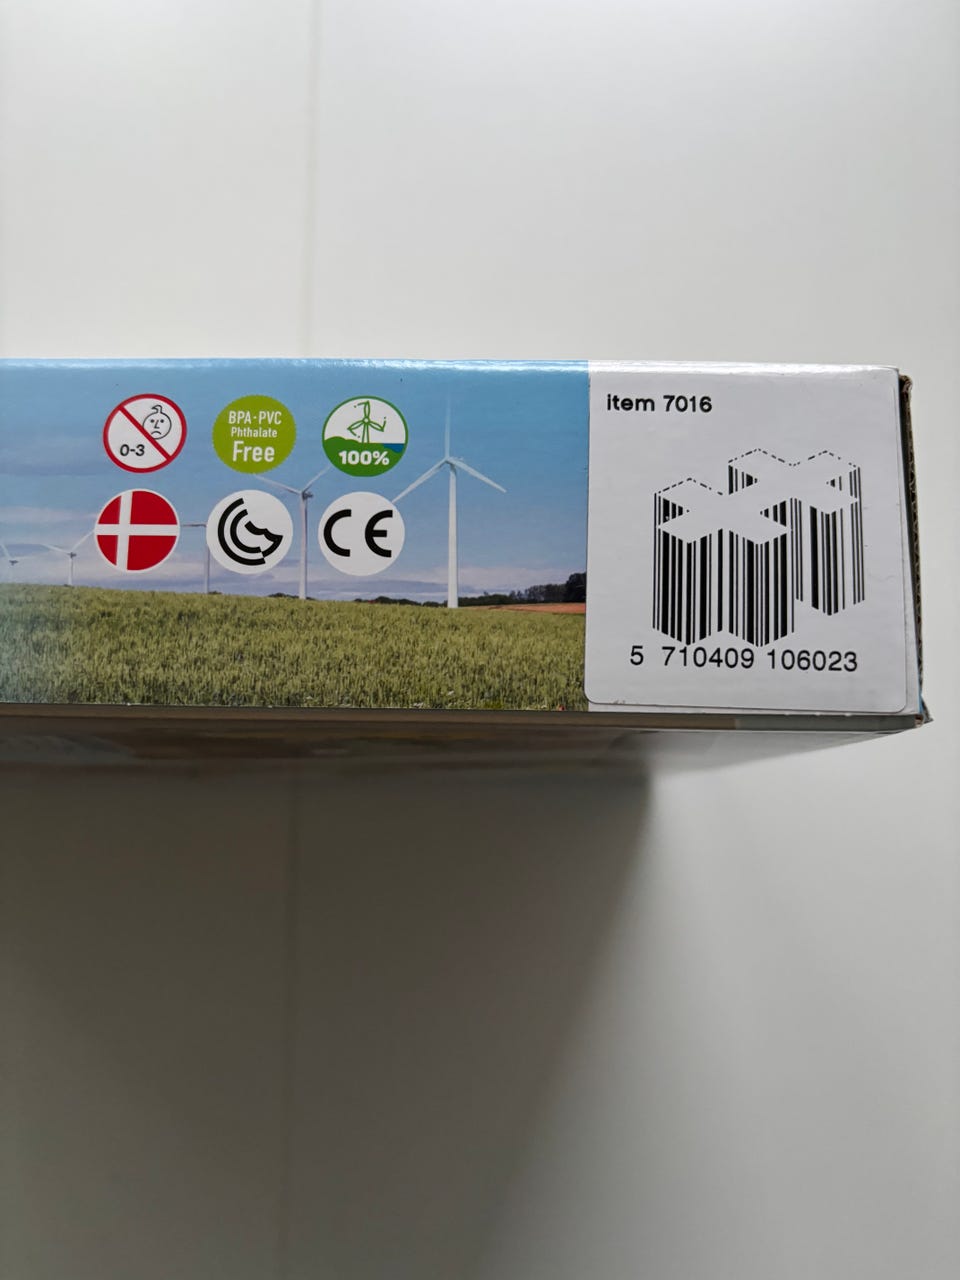 0-3
BPA-PVC
Phthalate
Free
100%
CE
item 7016
5 710409 106023